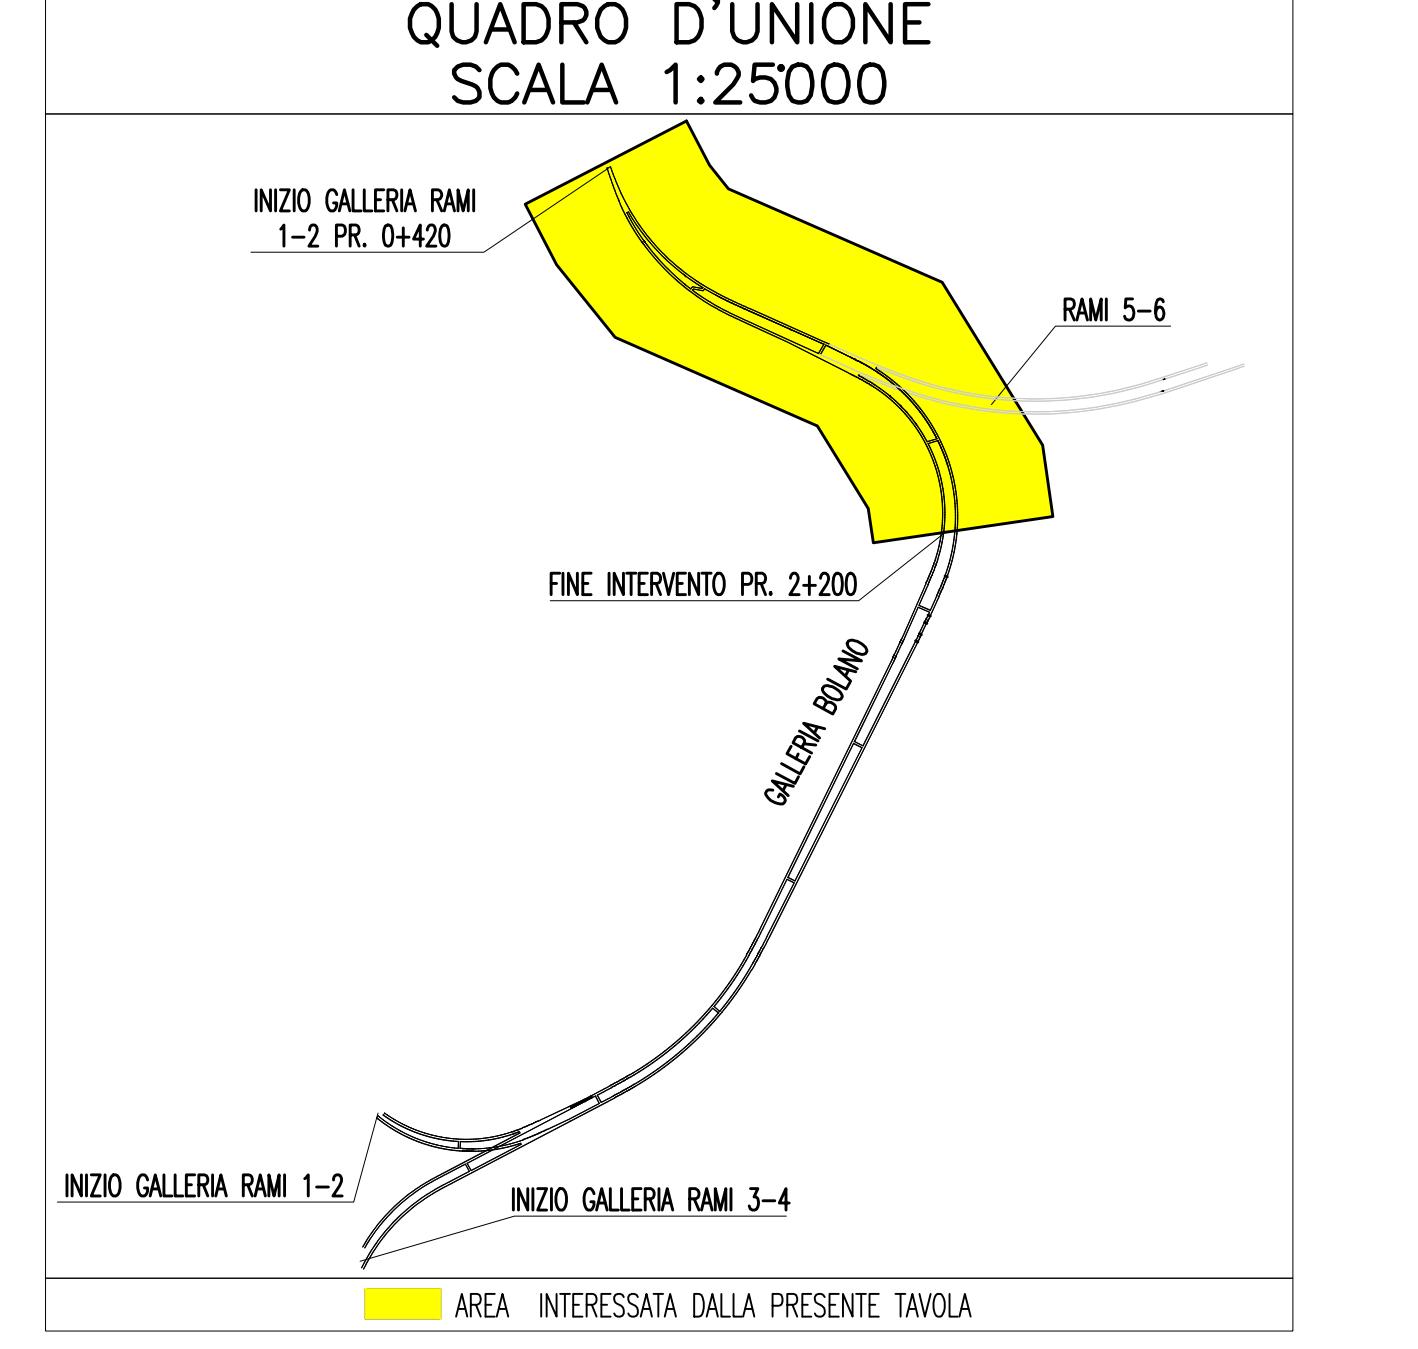 QUADRO D'UNIONE
SCALA 1:25'000
INIZIO GALLERIA RAMI
1-2 PR. 0+420
RAMI 5-6
FINE INTERVENTO PR. 2+200
GALLERIA BOLANO
INIZIO GALLERIA RAMI 1-2
INIZIO GALLERIA RAMI 3-4
AREA INTERESSATA DALLA PRESENTE TAVOLA